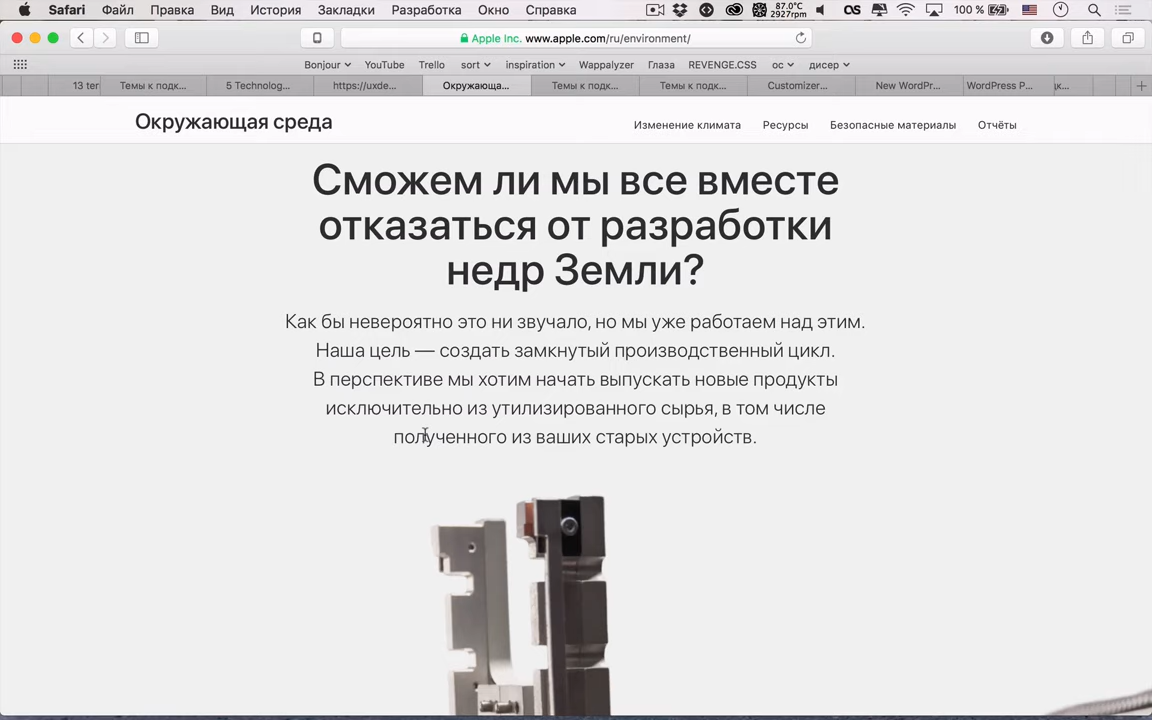 Safari Файл Правка Вид История Закладки Разработка Окно Справка 87.0°C 2927rpm 100 %
Apple Inc. www.apple.com/ru/environment/
Bonjour YouTube Trello sort inspiration Wappalyzer Глаза REVENGE.CSS ос дисер
13 ter Темы к подк... 5 Technolog... https://uxde... Окружающа... Темы к подк... Темы к подк... Customizer... New WordPr... WordPress P...
Окружающая среда Изменение климата Ресурсы Безопасные материалы Отчёты
Сможем ли мы все вместе
отказаться от разработки
недр Земли?
Как бы невероятно это ни звучало, но мы уже работаем над этим.
Наша цель — создать замкнутый производственный цикл.
В перспективе мы хотим начать выпускать новые продукты
исключительно из утилизированного сырья, в том числе
полученного из ваших старых устройств.